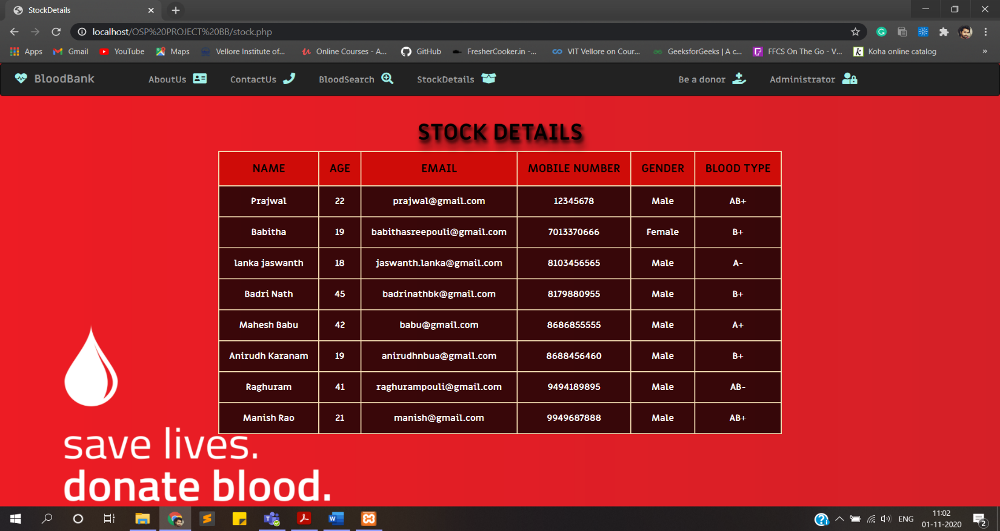 StockDetails
localhost/OSP%20PROJECT%20BB/stock.php
Apps Gmail YouTube Maps Vellore Institute of... Online Courses - A... GitHub FresherCooker.in -... VIT Vellore on Cour... GeeksforGeeks | A c... FFCS On The Go - V... Koha online catalog »
BloodBank AboutUs ContactUs BloodSearch StockDetails Be a donor Administrator
STOCK DETAILS
NAME AGE EMAIL MOBILE NUMBER GENDER BLOOD TYPE
Prajwal 22 prajwal@gmail.com 12345678 Male AB+
Babitha 19 babithasreepouli@gmail.com 7013370666 Female B+
lanka jaswanth 18 jaswanth.lanka@gmail.com 8103456565 Male A-
Badri Nath 45 badrinathbk@gmail.com 8179880955 Male B+
Mahesh Babu 42 babu@gmail.com 8686855555 Male A+
Anirudh Karanam 19 anirudhnbua@gmail.com 8688456460 Male B+
Raghuram 41 raghurampouli@gmail.com 9494189895 Male AB-
Manish Rao 21 manish@gmail.com 9949687888 Male AB+
save lives.
donate blood.
ENG
11:02
01-11-2020
2